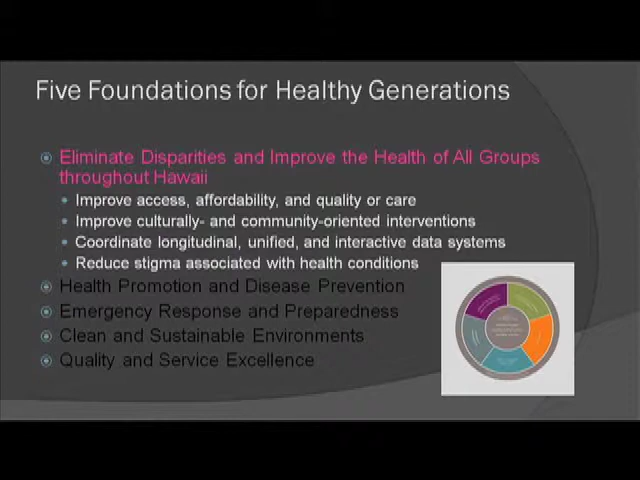 Five Foundations for Healthy Generations
Eliminate Disparities and Improve the Health of All Groups
throughout Hawaii
Improve access, affordability, and quality or care
Improve culturally- and community-oriented interventions
Coordinate longitudinal, unified, and interactive data systems
Reduce stigma associated with health conditions
Health Promotion and Disease Prevention
Emergency Response and Preparedness
Clean and Sustainable Environments
Quality and Service Excellence